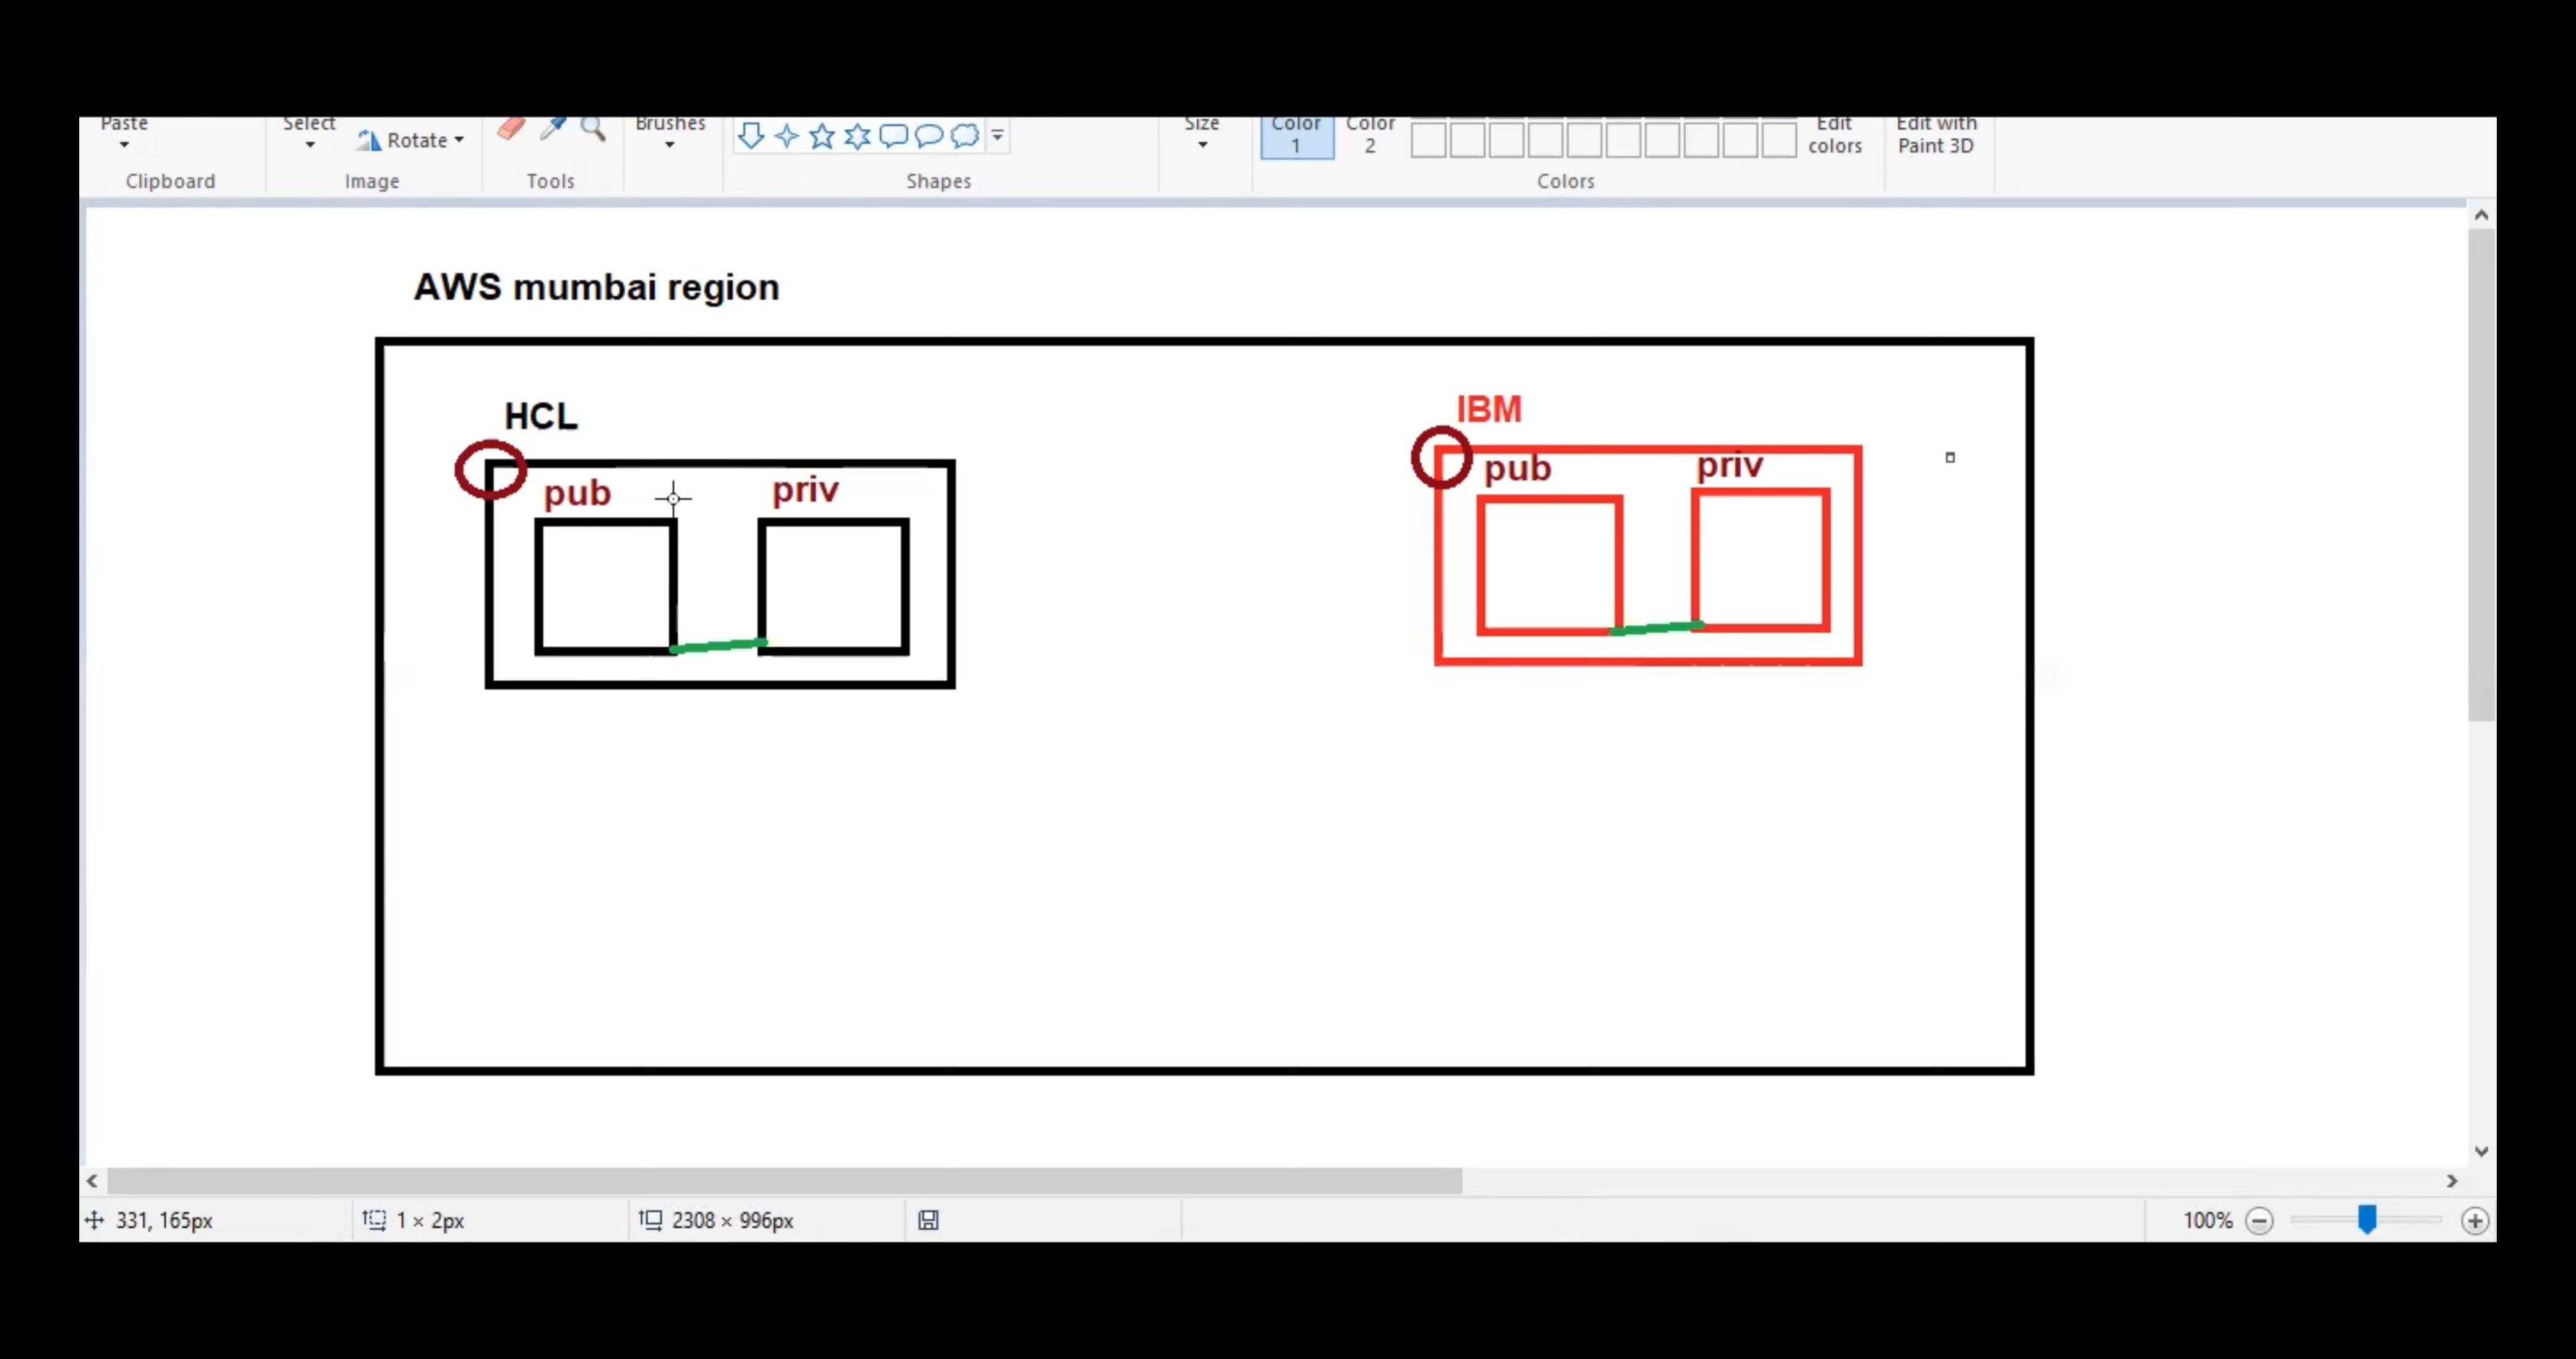 Paste
Select
Rotate
Brushes
Size
Color
1
Color
2
Edit
colors
Edit with
Paint 3D
Clipboard
Image
Tools
Shapes
Colors
AWS mumbai region
HCL
IBM
pub
priv
pub
priv
331, 165px
1 × 2px
2308 × 996px
100%